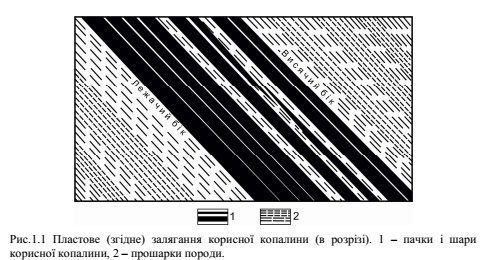 Висячий бік
Лежачий бік
1 2
Рис.1.1 Пластове (згідне) залягання корисної копалини (в розрізі). 1 – пачки і шари
корисної копалини, 2 – прошарки породи.